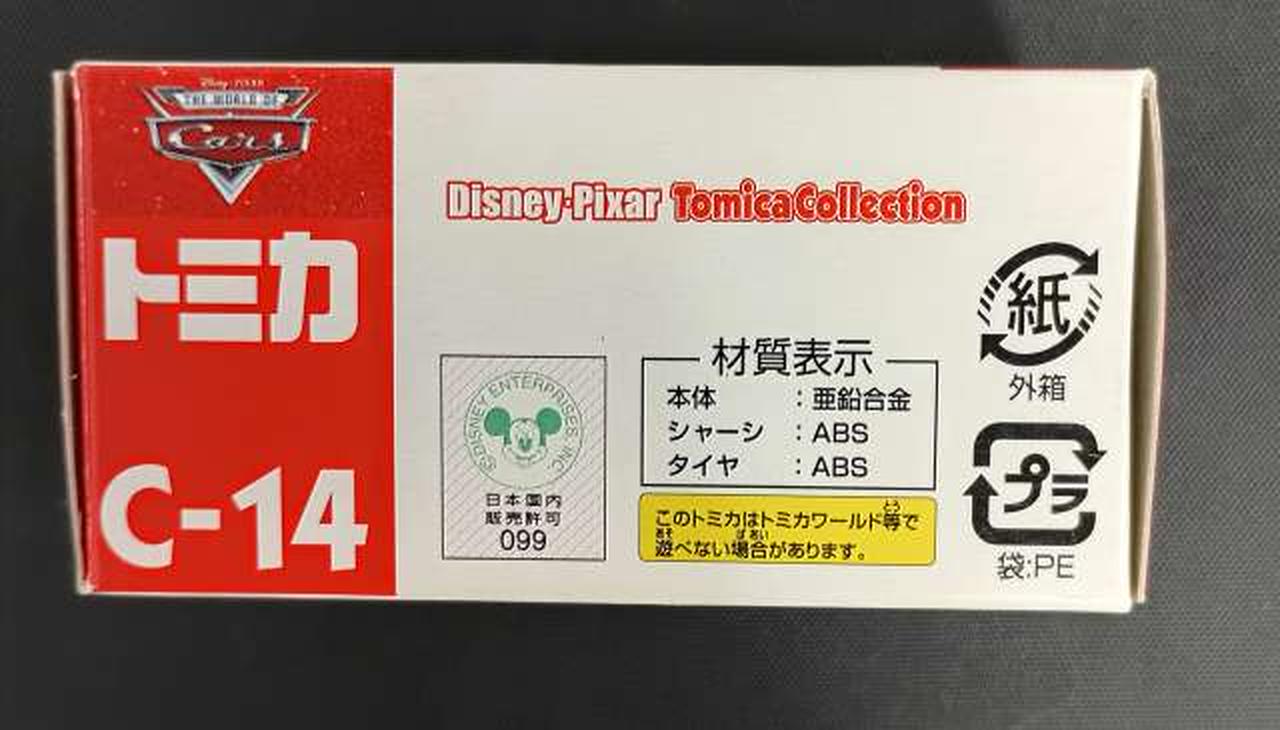 Disney·PIXAR
THE WORLD OF
Cars
トミカ
C-14
Disney·Pixar Tomica Collection
©DISNEY ENTERPRISES, INC.
日本国内
販売許可
099
材質表示
本体 : 亜鉛合金
シャーシ : ABS
タイヤ : ABS
このトミカはトミカワールド等で
遊べない場合があります。
紙
外箱
プラ
袋:PE